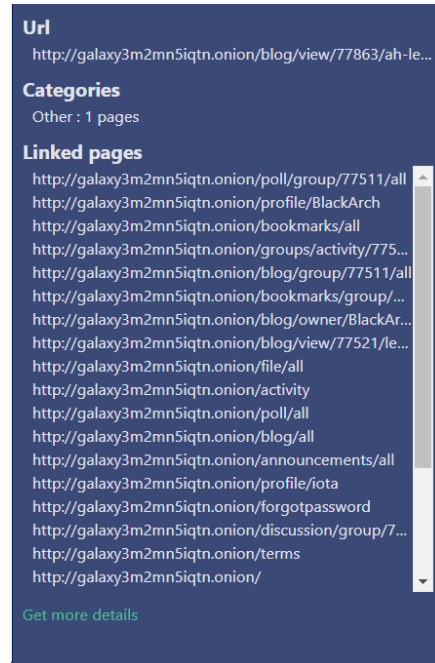 Url
http://galaxy3m2mn5iqtn.onion/blog/view/77863/ah-le...
Categories
Other : 1 pages
Linked pages
http://galaxy3m2mn5iqtn.onion/poll/group/77511/all
http://galaxy3m2mn5iqtn.onion/profile/BlackArch
http://galaxy3m2mn5iqtn.onion/bookmarks/all
http://galaxy3m2mn5iqtn.onion/groups/activity/775...
http://galaxy3m2mn5iqtn.onion/blog/group/77511/all
http://galaxy3m2mn5iqtn.onion/bookmarks/group/...
http://galaxy3m2mn5iqtn.onion/blog/owner/BlackAr...
http://galaxy3m2mn5iqtn.onion/blog/view/77521/le...
http://galaxy3m2mn5iqtn.onion/file/all
http://galaxy3m2mn5iqtn.onion/activity
http://galaxy3m2mn5iqtn.onion/poll/all
http://galaxy3m2mn5iqtn.onion/blog/all
http://galaxy3m2mn5iqtn.onion/announcements/all
http://galaxy3m2mn5iqtn.onion/profile/iota
http://galaxy3m2mn5iqtn.onion/forgotpassword
http://galaxy3m2mn5iqtn.onion/discussion/group/7...
http://galaxy3m2mn5iqtn.onion/terms
http://galaxy3m2mn5iqtn.onion/
Get more details